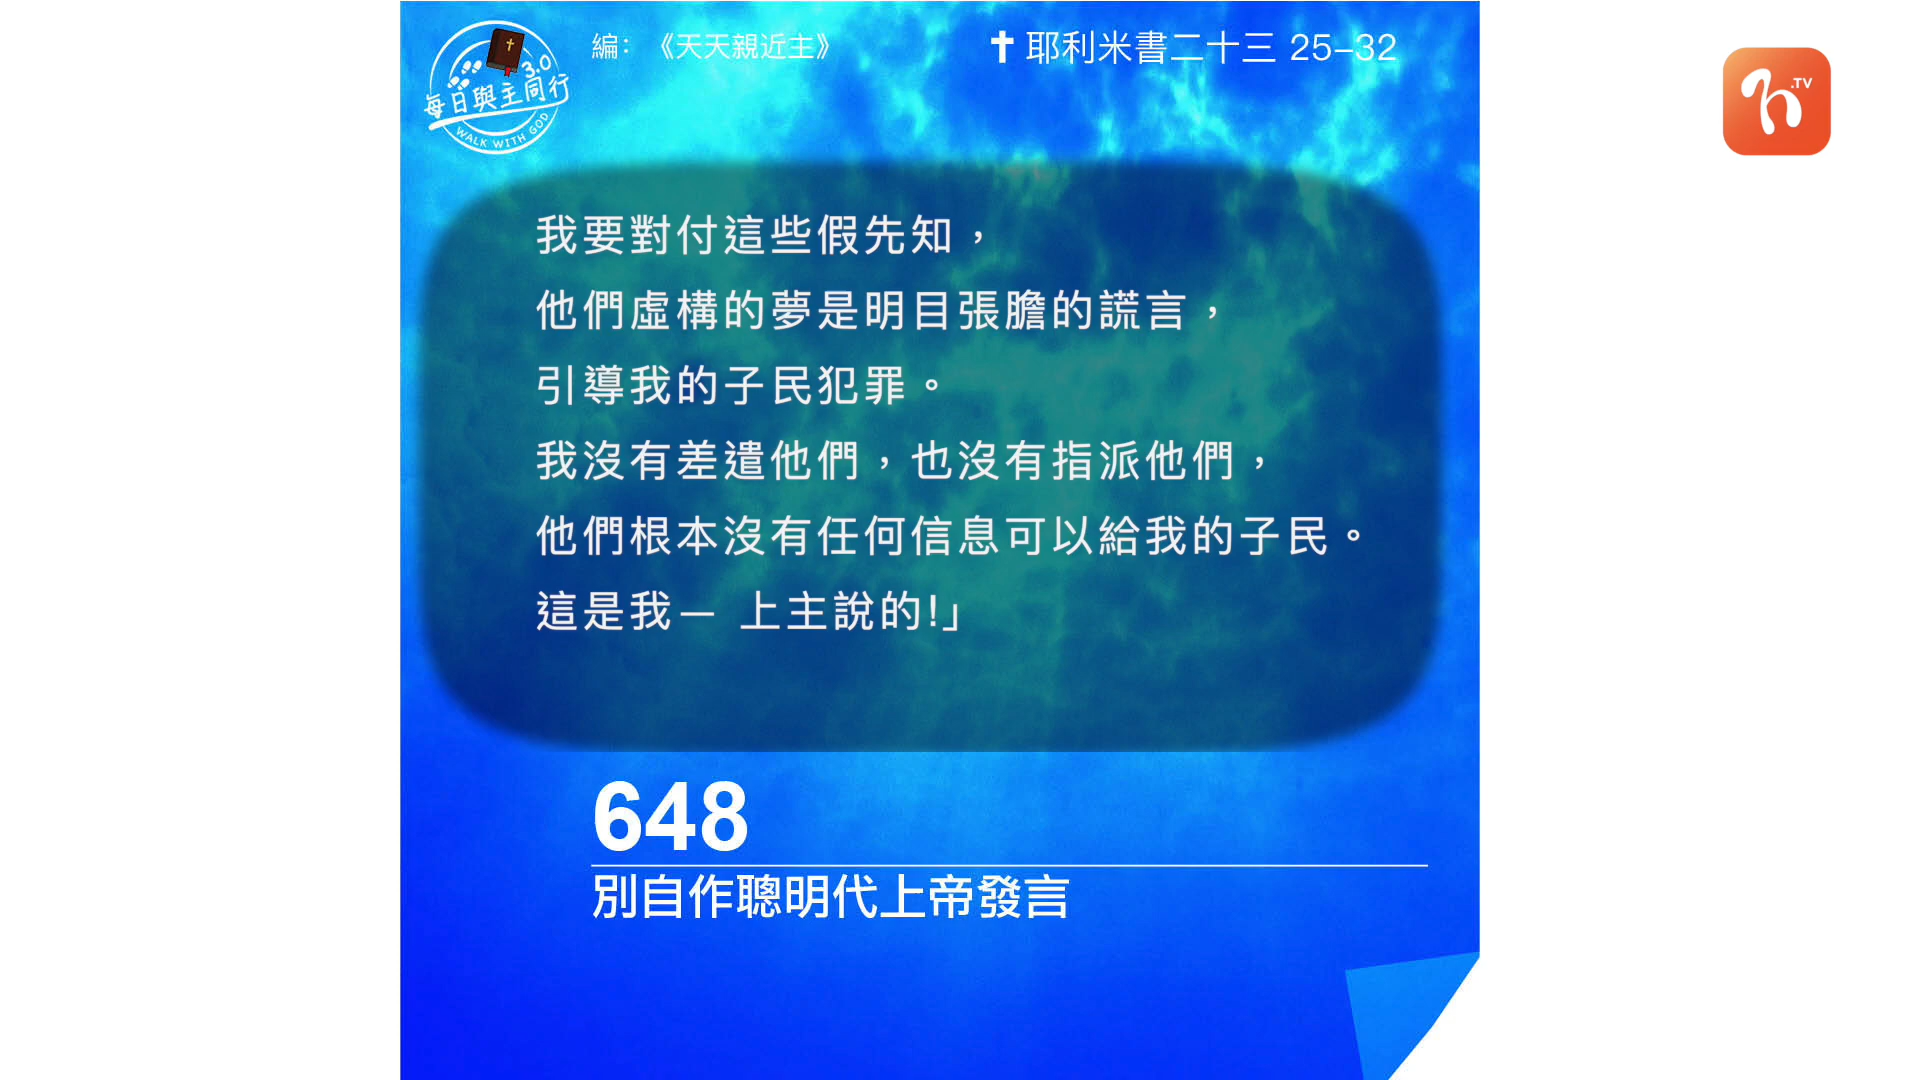 編：《天天親近主》
✝ 耶利米書二十三 25-32
.TV
3.0
每日與主同行
WALK WITH GOD
我要對付這些假先知，
他們虛構的夢是明目張膽的謊言，
引導我的子民犯罪。
我沒有差遣他們，也沒有指派他們，
他們根本沒有任何信息可以給我的子民。
這是我— 上主說的!」
648
別自作聰明代上帝發言